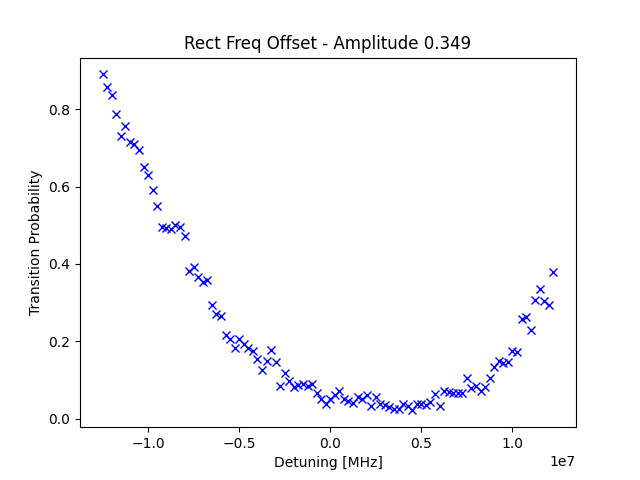 Rect Freq Offset - Amplitude 0.349
Transition Probability
0.8
0.6
0.4
0.2
0.0
−1.0 −0.5 0.0 0.5 1.0
1e7
Detuning [MHz]